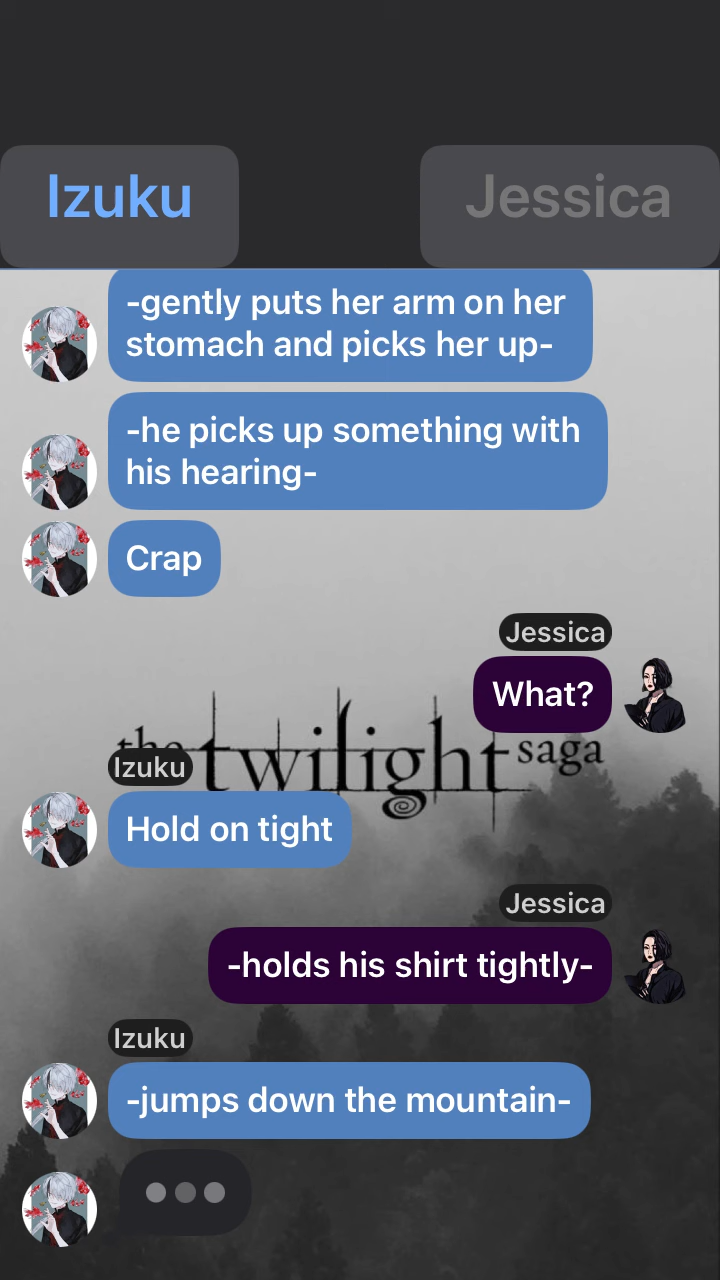 Izuku
Jessica
-gently puts her arm on her
stomach and picks her up-
-he picks up something with
his hearing-
Crap
Jessica
What?
the twilight saga
Izuku
Hold on tight
Jessica
-holds his shirt tightly-
Izuku
-jumps down the mountain-